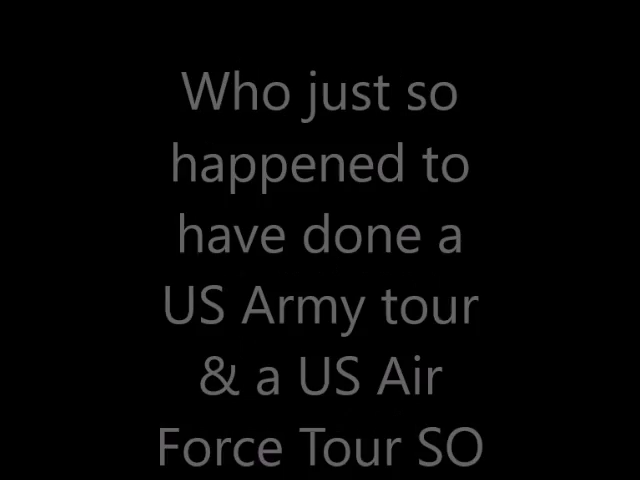 Who just so
happened to
have done a
US Army tour
& a US Air
Force Tour SO